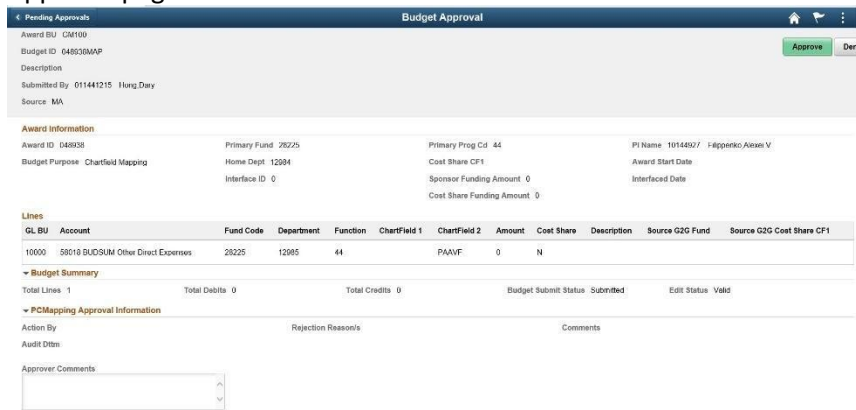 Pending Approvals Budget Approval
Award BU GM100
Budget ID 048938MAP
Approve
Description
Submitted By 011441215 Hong,Dary
Source MA
Award Information
Award ID 048938 Primary Fund 28225 Primary Prog Cd 44 PI Name 10144927 Filippenko,Alexei V
Budget Purpose Chartfield Mapping Home Dept 12984 Cost Share CF1 Award Start Date
Interface ID 0 Sponsor Funding Amount 0 Interfaced Date
Cost Share Funding Amount 0
Lines
GL BU Account Fund Code Department Function ChartField 1 ChartField 2 Amount Cost Share Description Source G2G Fund Source G2G Cost Share CF1
10000 58018 BUDSUM Other Direct Expenses 28225 12985 44 PAAVF 0 N
Budget Summary
Total Lines 1 Total Debits 0 Total Credits 0 Budget Submit Status Submitted Edit Status Valid
PCMapping Approval Information
Action By Rejection Reason/s Comments
Audit Dttm
Approver Comments